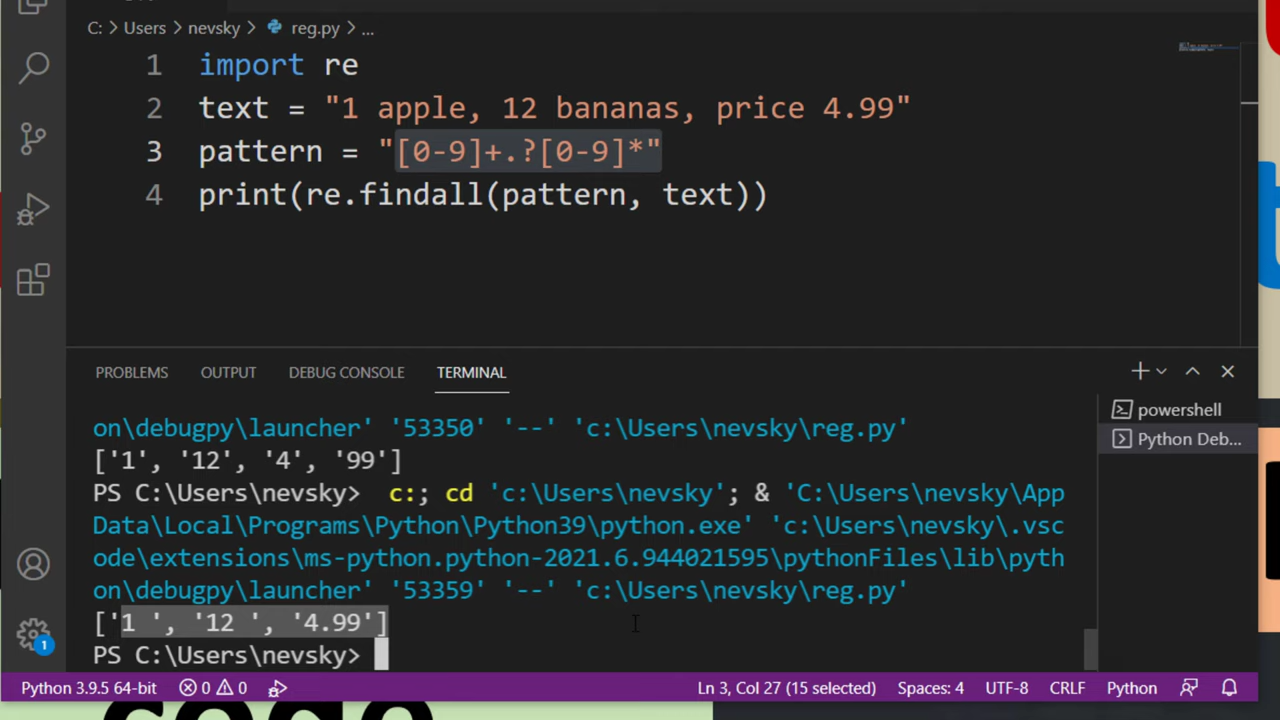 C: > Users > nevsky > reg.py > ...
1 import re
2 text = "1 apple, 12 bananas, price 4.99"
3 pattern = "[0-9]+.?[0-9]*"
4 print(re.findall(pattern, text))
PROBLEMS OUTPUT DEBUG CONSOLE TERMINAL
powershell
Python Deb...
on\debugpy\launcher' '53350' '--' 'c:\Users\nevsky\reg.py'
['1', '12', '4', '99']
PS C:\Users\nevsky> c:; cd 'c:\Users\nevsky'; & 'C:\Users\nevsky\App
Data\Local\Programs\Python\Python39\python.exe' 'c:\Users\nevsky\.vsc
ode\extensions\ms-python.python-2021.6.944021595\pythonFiles\lib\pyth
on\debugpy\launcher' '53359' '--' 'c:\Users\nevsky\reg.py'
['1 ', '12 ', '4.99']
PS C:\Users\nevsky>
1
Python 3.9.5 64-bit 0 0 Ln 3, Col 27 (15 selected) Spaces: 4 UTF-8 CRLF Python